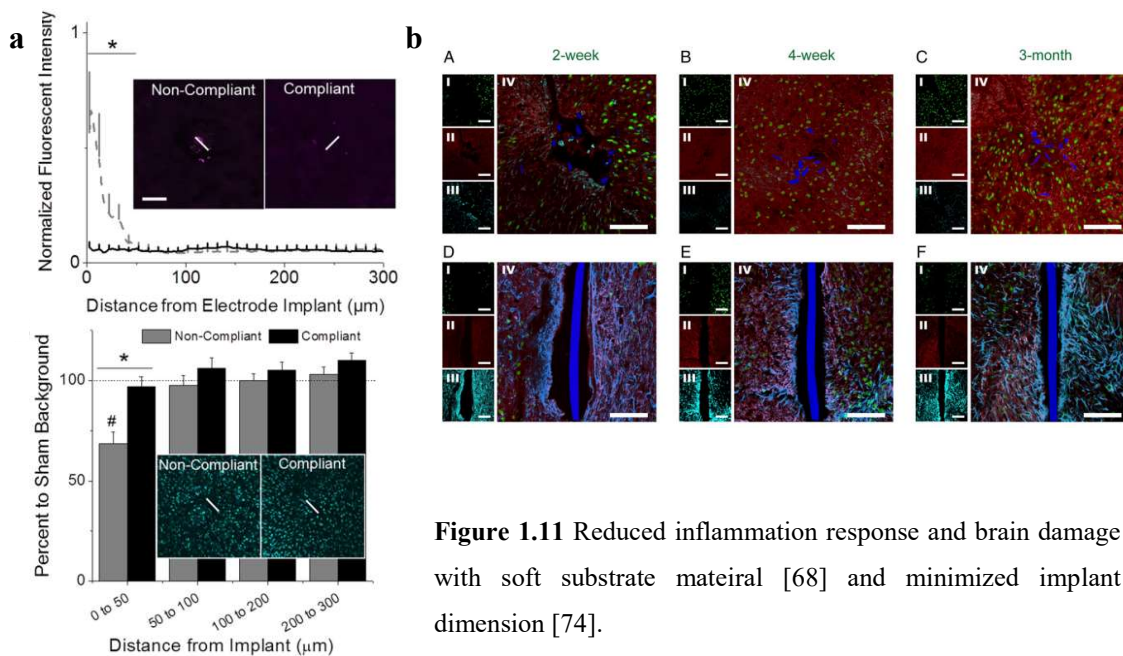 a
1
*
Non-Compliant Compliant
Normalized Fluorescent Intensity
0
0 100 200 300
Distance from Electrode Implant (µm)
Non-Compliant Compliant
*
100
#
Non-Compliant Compliant
50
Percent to Sham Background
0
0 to 50 50 to 100 100 to 200 200 to 300
Distance from Implant (µm)
b
A 2-week B 4-week C 3-month
I IV I IV I IV
II II II
III III III
D E F
I IV I IV I IV
II II II
III III III
Figure 1.11 Reduced inflammation response and brain damage
with soft substrate mateiral [68] and minimized implant
dimension [74].